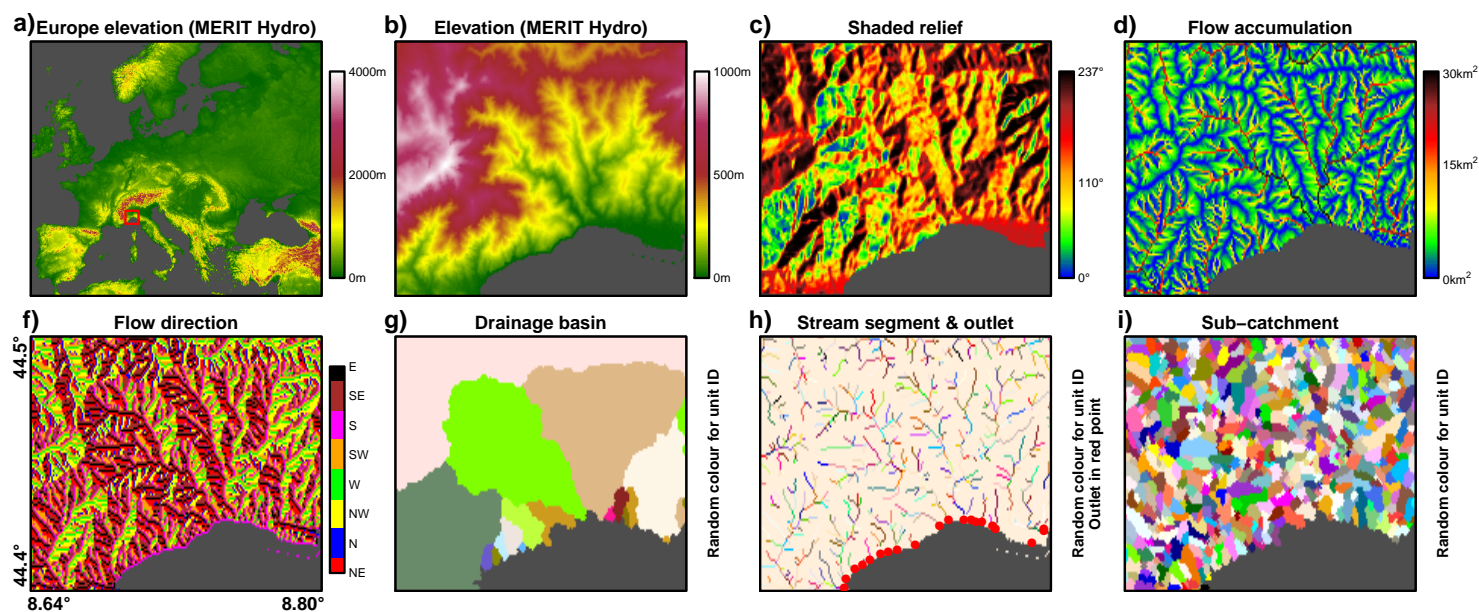 a) Europe elevation (MERIT Hydro)
4000m
2000m
0m
b) Elevation (MERIT Hydro)
1000m
500m
0m
c) Shaded relief
237°
110°
0°
d) Flow accumulation
30km²
15km²
0km²
f) Flow direction
44.5°
44.4°
8.64°
8.80°
E
SE
S
SW
W
NW
N
NE
g) Drainage basin
Random colour for unit ID
h) Stream segment & outlet
Random colour for unit ID
Outlet in red point
i) Sub−catchment
Random colour for unit ID